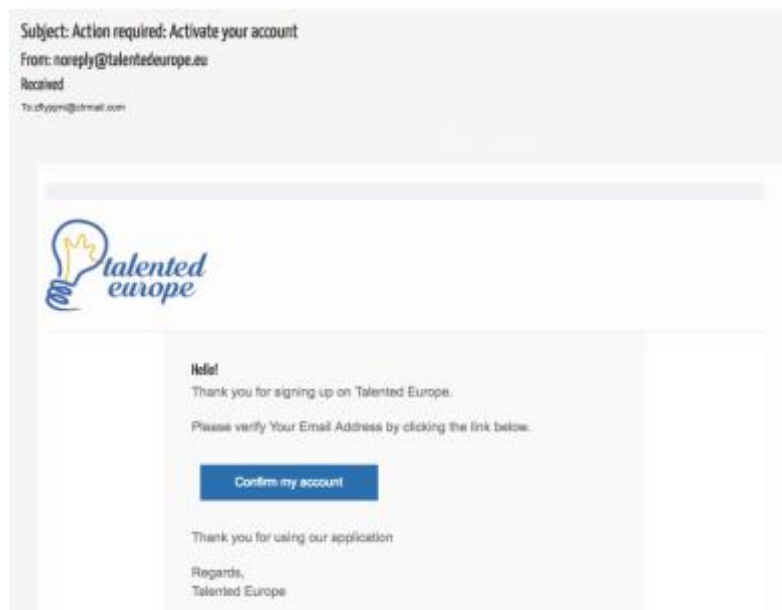 Subject: Action required: Activate your account
From: noreply@talentedeurope.eu
Received
talented
europe
Hello!
Thank you for signing up on Talented Europe.
Please verify Your Email Address by clicking the link below.
Confirm my account
Thank you for using our application
Regards,
Talented Europe